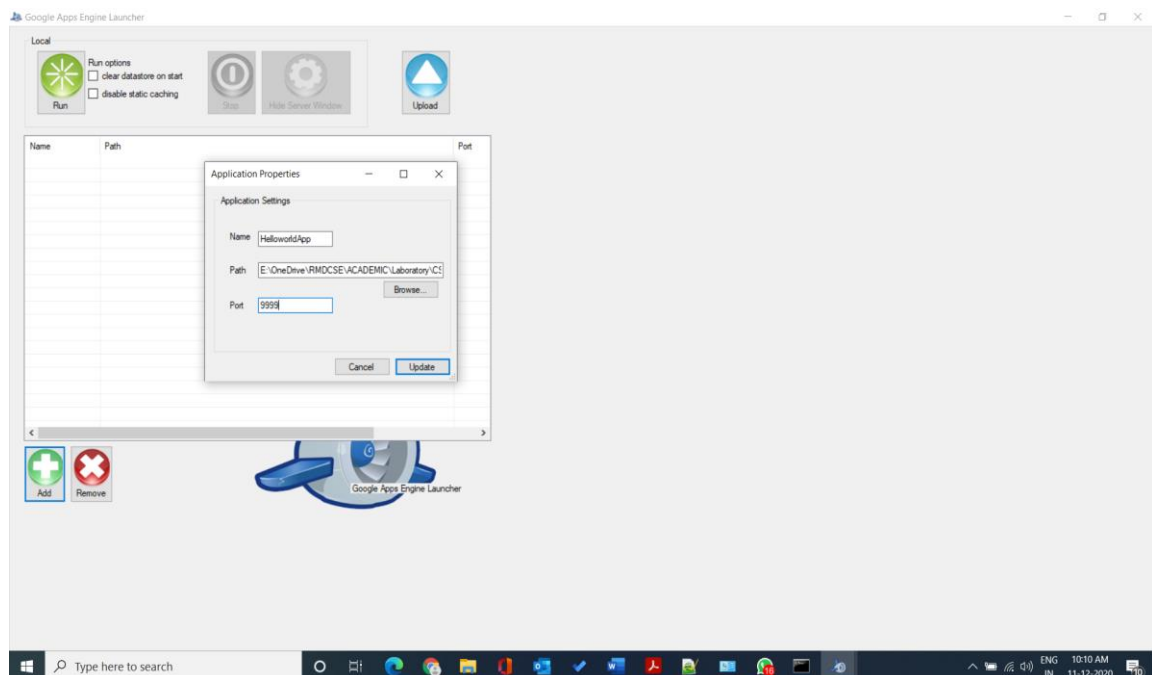 Google Apps Engine Launcher
Local
Run options
clear datastore on start
disable static caching
Run
Stop
Hide Server Window
Upload
Name Path Port
Application Properties
Application Settings
Name HelloworldApp
Path E:\OneDrive\RMDCSE\ACADEMIC\Laboratory\CS
Browse...
Port 9999
Cancel Update
Add Remove
Google Apps Engine Launcher
Type here to search
ENG 10:10 AM
IN 11-12-2020